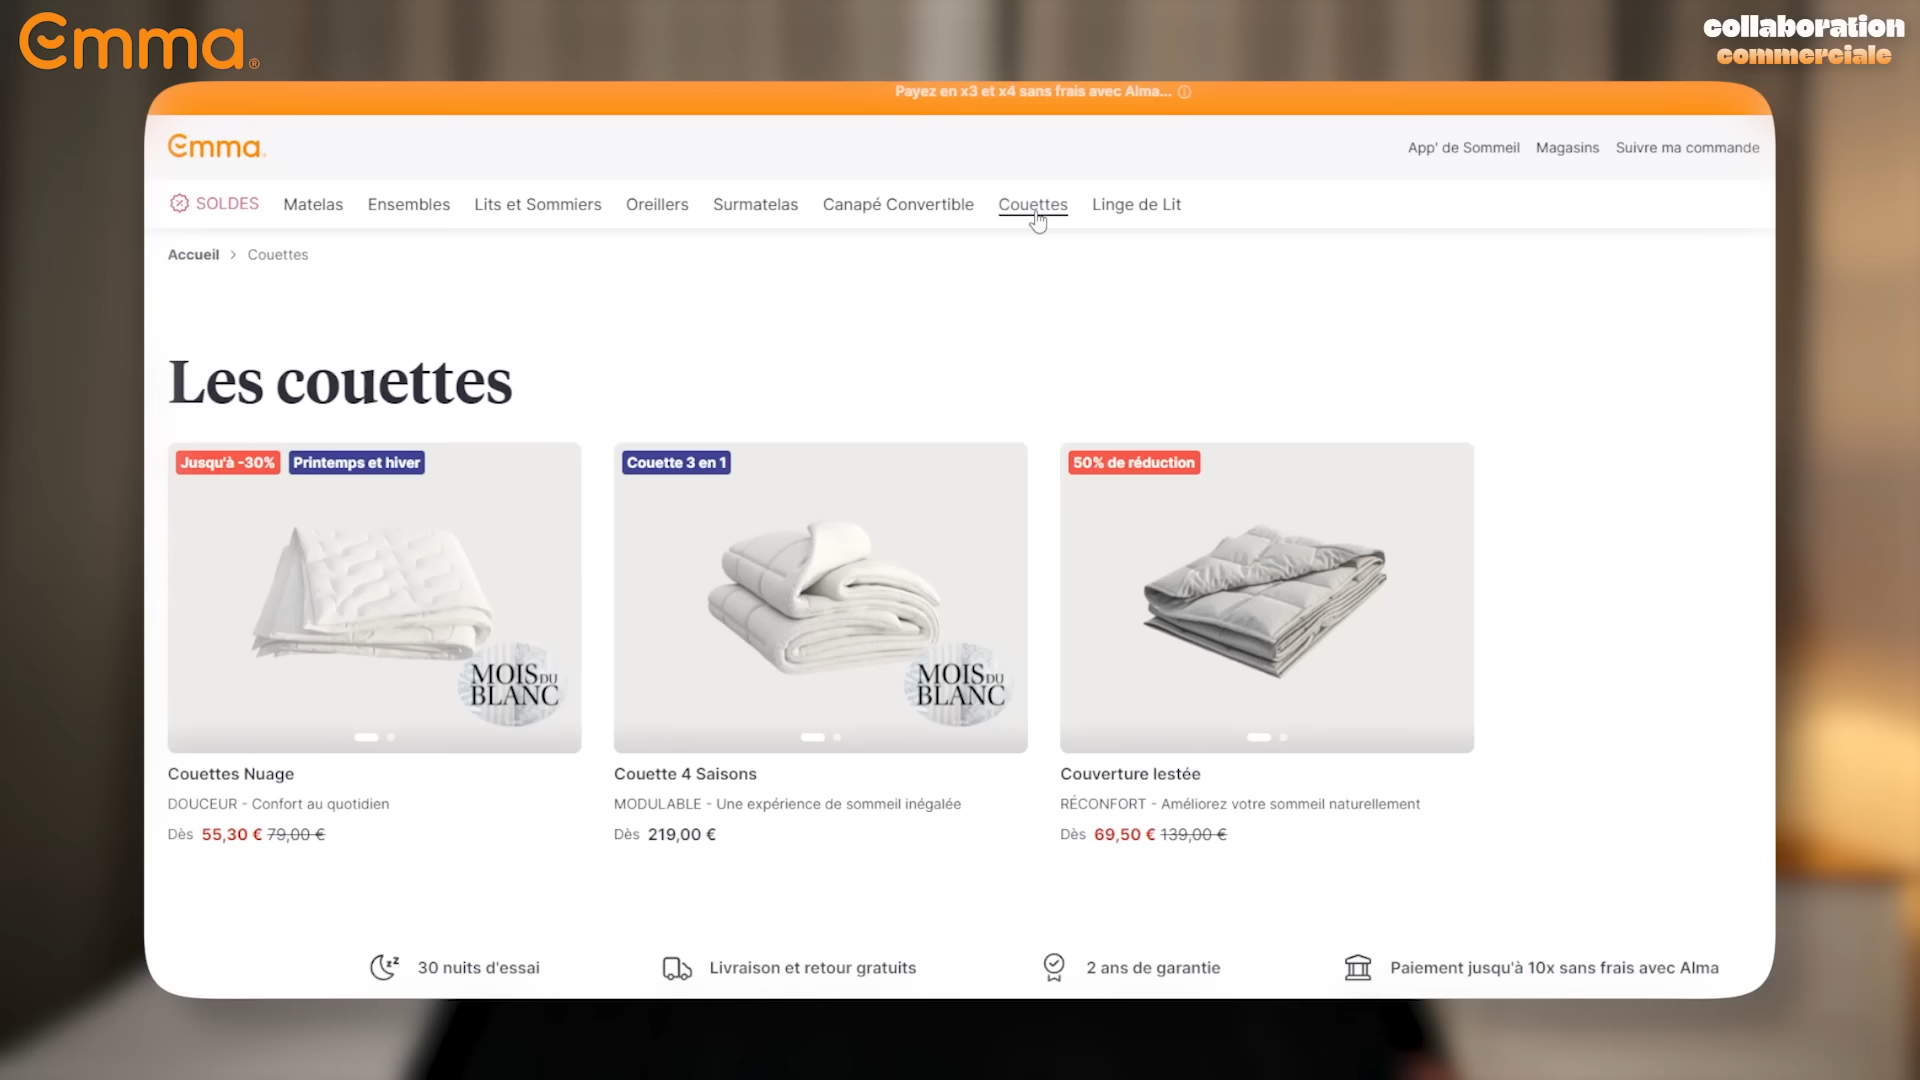 emma®
collaboration
commerciale
Payez en x3 et x4 sans frais avec Alma...
emma
App' de Sommeil Magasins Suivre ma commande
SOLDES Matelas Ensembles Lits et Sommiers Oreillers Surmatelas Canapé Convertible Couettes Linge de Lit
Accueil > Couettes
Les couettes
Jusqu'à -30% Printemps et hiver
Couette 3 en 1
50% de réduction
MOIS DU
BLANC
MOIS DU
BLANC
Couettes Nuage
DOUCEUR - Confort au quotidien
Dès 55,30 € 79,00 €
Couette 4 Saisons
MODULABLE - Une expérience de sommeil inégalée
Dès 219,00 €
Couverture lestée
RÉCONFORT - Améliorez votre sommeil naturellement
Dès 69,50 € 139,00 €
30 nuits d'essai
Livraison et retour gratuits
2 ans de garantie
Paiement jusqu'à 10x sans frais avec Alma